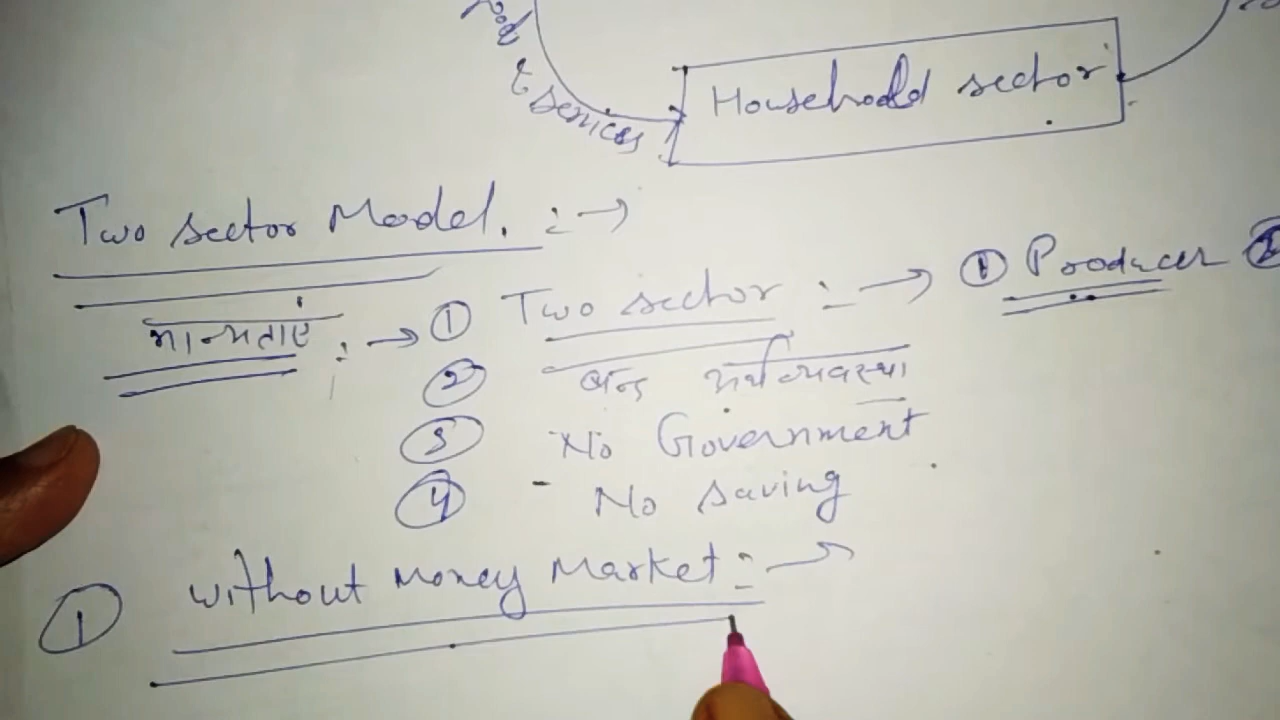 & Services
Household sector
Two sector Model. :→
मान्यताएं :→ ① Two sector :→ ① Producer ②
② बन्द अर्थव्यवस्था
③ No Government
④ - No saving
① without Money Market :→